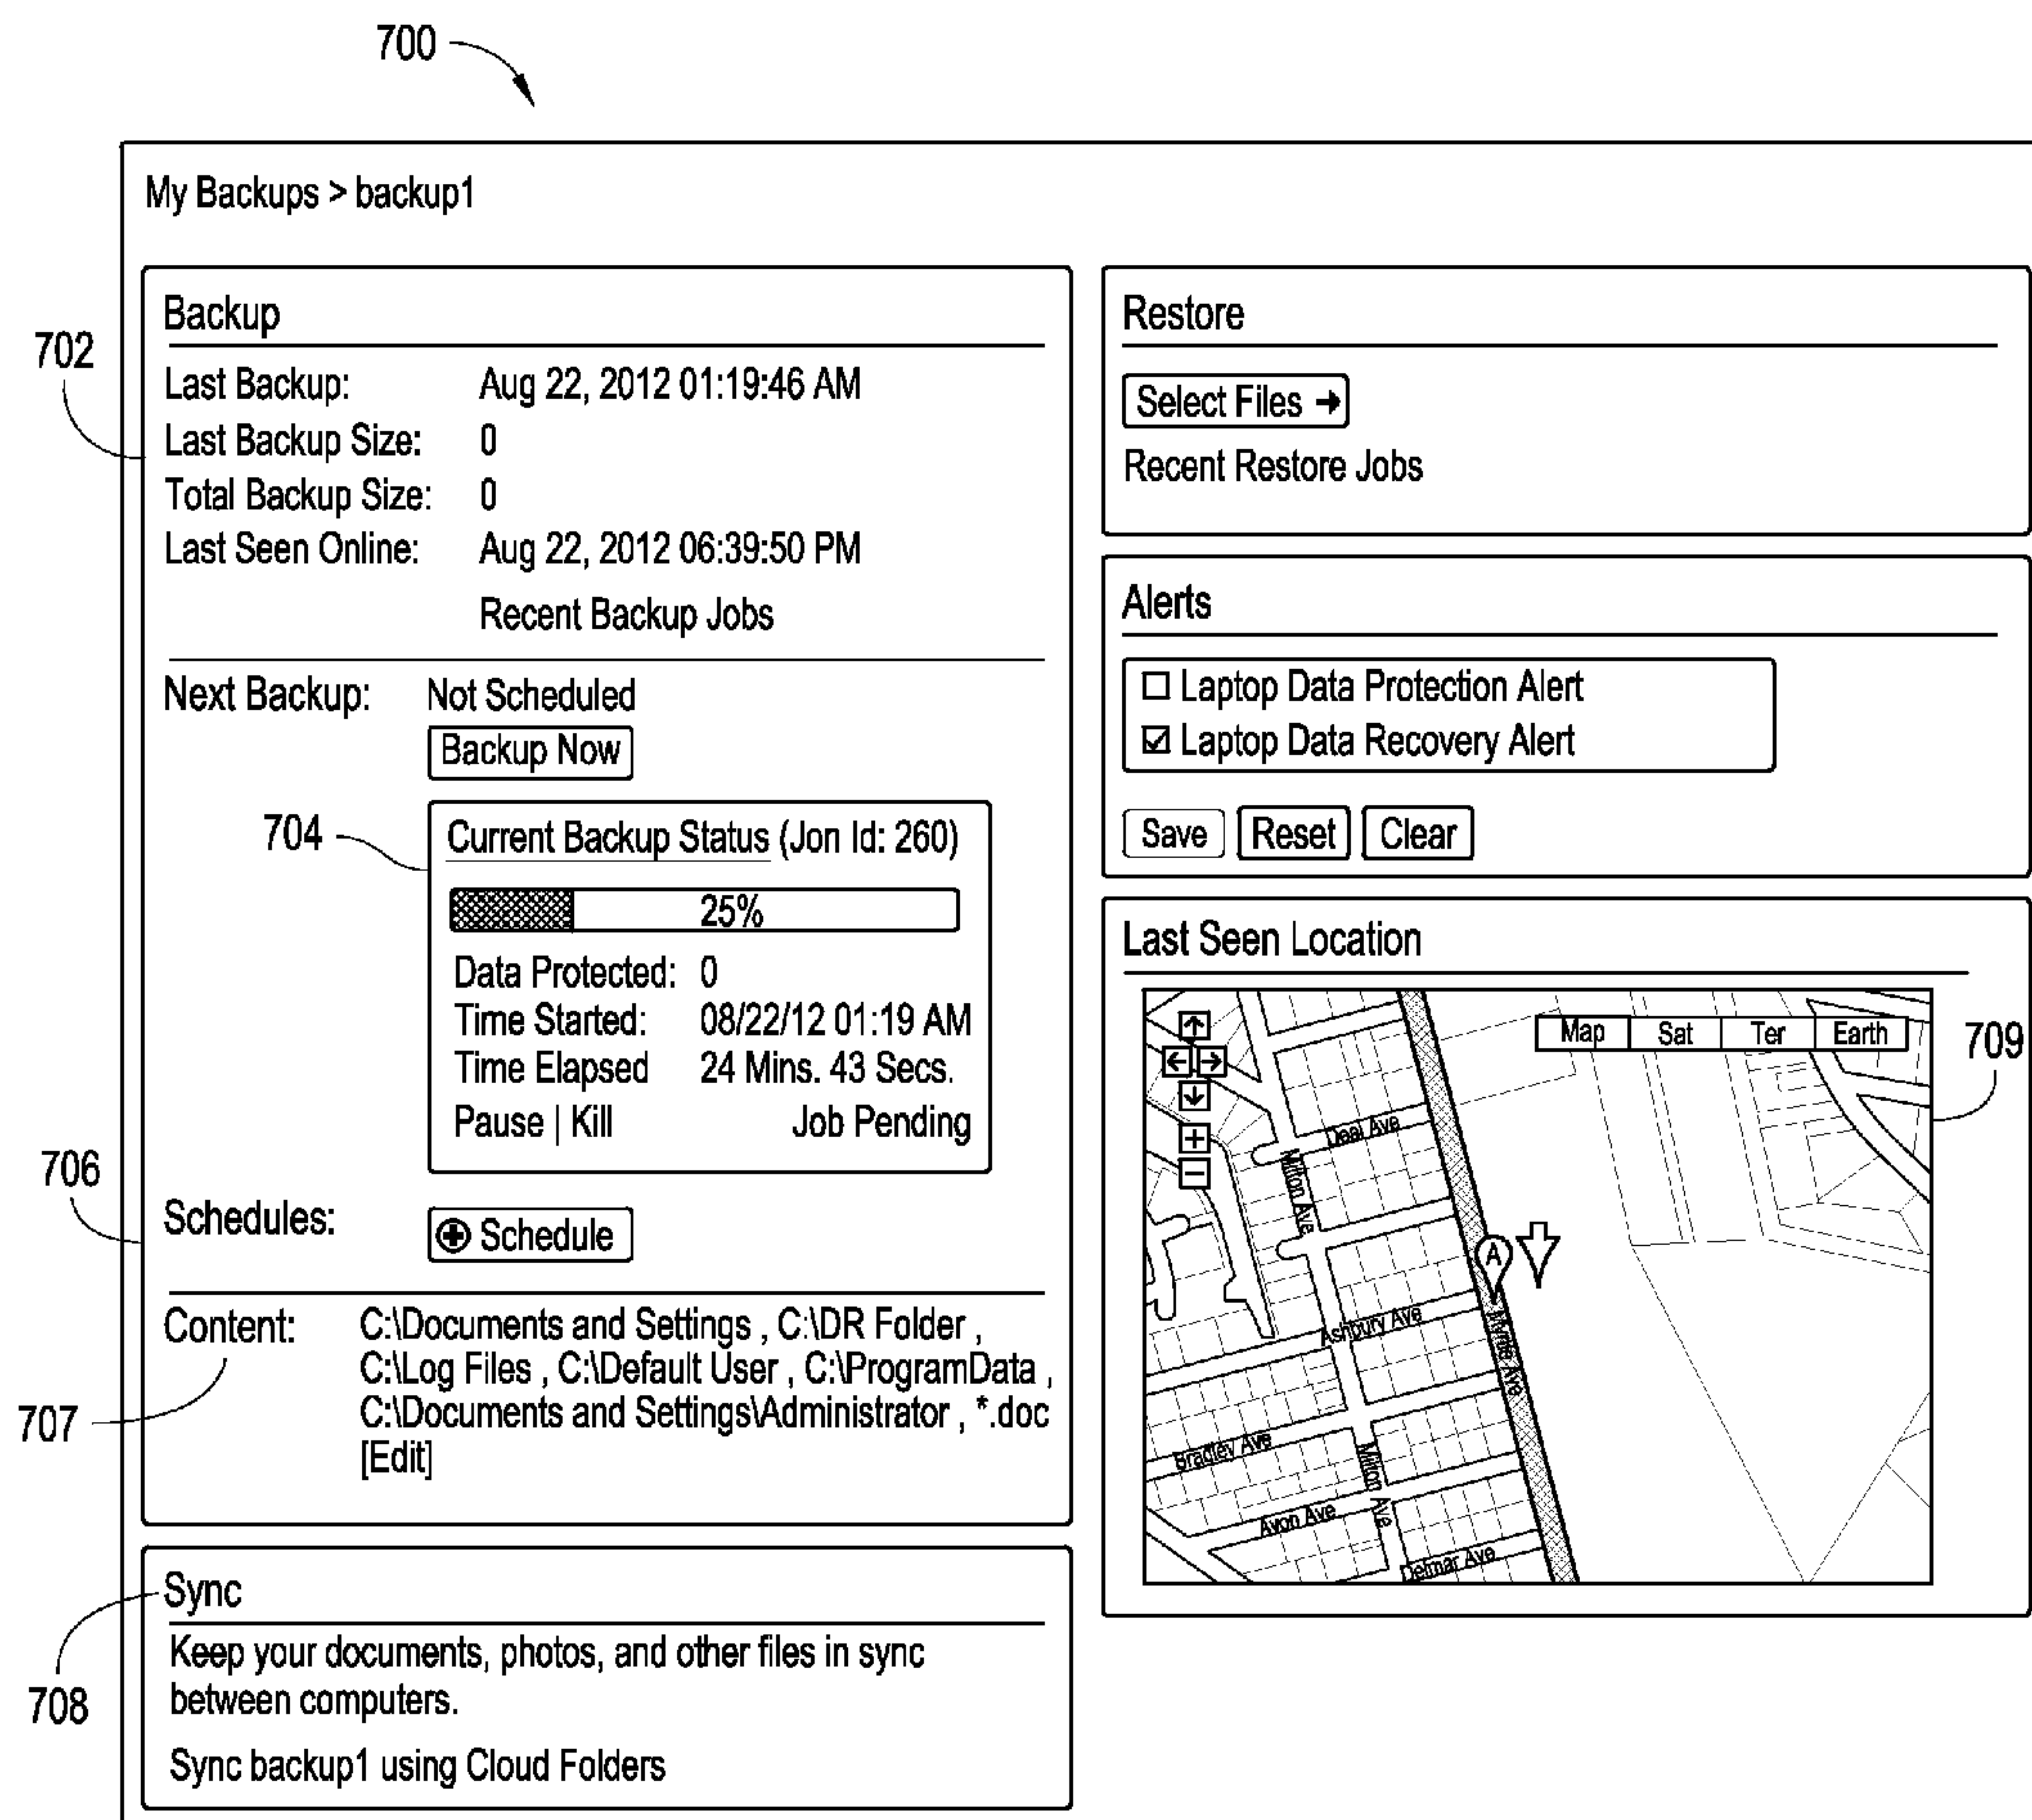 700
My Backups > backup1
Backup
702
Last Backup: Aug 22, 2012 01:19:46 AM
Last Backup Size: 0
Total Backup Size: 0
Last Seen Online: Aug 22, 2012 06:39:50 PM
Recent Backup Jobs
Next Backup: Not Scheduled
Backup Now
704
Current Backup Status (Jon Id: 260)
25%
Data Protected: 0
Time Started: 08/22/12 01:19 AM
Time Elapsed 24 Mins. 43 Secs.
Pause | Kill Job Pending
706
Schedules: Schedule
Content: C:\Documents and Settings , C:\DR Folder ,
C:\Log Files , C:\Default User , C:\ProgramData ,
C:\Documents and Settings\Administrator , *.doc
[Edit]
707
Sync
Keep your documents, photos, and other files in sync
between computers.
708
Sync backup1 using Cloud Folders
Restore
Select Files →
Recent Restore Jobs
Alerts
Laptop Data Protection Alert
Laptop Data Recovery Alert
Save Reset Clear
Last Seen Location
Map Sat Ter Earth
709
Deal Ave
Milton Ave
A
Ashbury Ave
Myrtle Ave
Bradley Ave
Milton Ave
Avon Ave
Delmar Ave